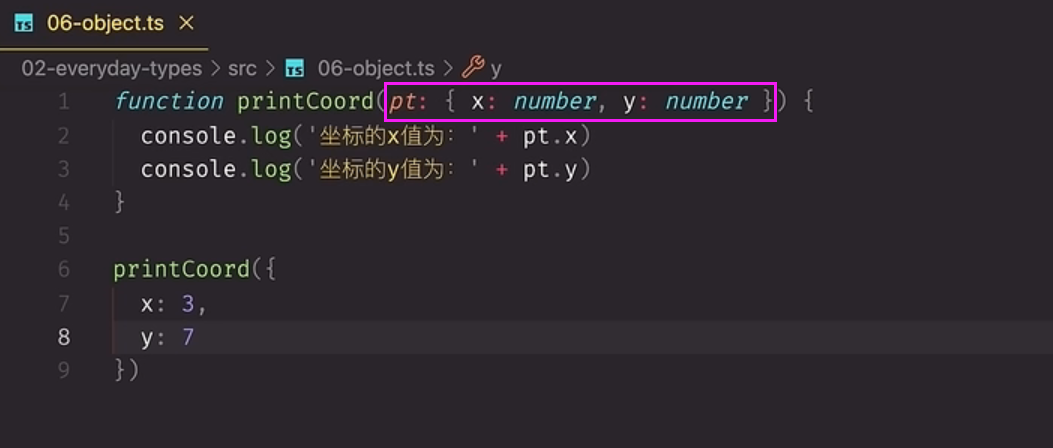 TS 06-object.ts ×
02-everyday-types > src > TS 06-object.ts > y
1 function printCoord(pt: { x: number, y: number }) {
2 console.log('坐标的x值为：' + pt.x)
3 console.log('坐标的y值为：' + pt.y)
4 }
5
6 printCoord({
7 x: 3,
8 y: 7
9 })